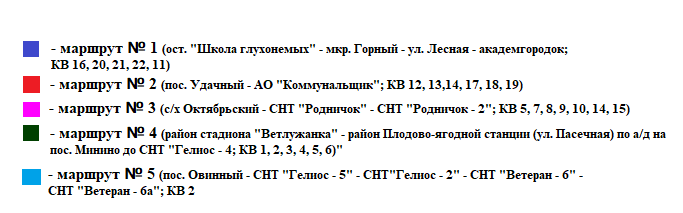 - маршрут № 1 (ост. "Школа глухонемых" - мкр. Горный - ул. Лесная - академгородок;
КВ 16, 20, 21, 22, 11)
- маршрут № 2 (пос. Удачный - АО "Коммунальщик"; КВ 12, 13,14, 17, 18, 19)
- маршрут № 3 (с/х Октябрьский - СНТ "Родничок" - СНТ "Родничок - 2"; КВ 5, 7, 8, 9, 10, 14, 15)
- маршрут № 4 (район стадиона "Ветлужанка" - район Плодово-ягодной станции (ул. Пасечная) по а/д на
пос. Минино до СНТ "Гелиос - 4; КВ 1, 2, 3, 4, 5, 6)"
- маршрут № 5 (пос. Овинный - СНТ "Гелиос - 5" - СНТ"Гелиос - 2" - СНТ "Ветеран - 6" -
СНТ "Ветеран - 6а"; КВ 2